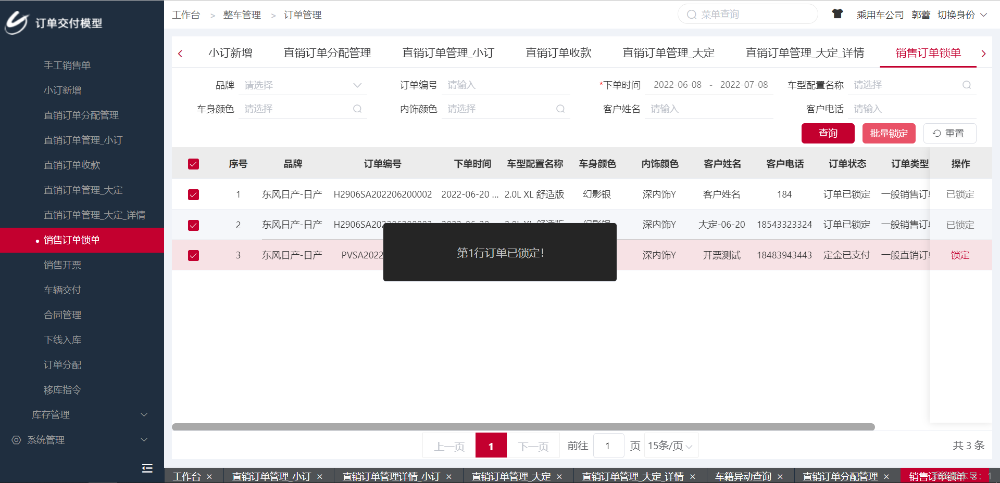 订单交付模型
手工销售单
小订新增
直销订单分配管理
直销订单管理_小订
直销订单收款
直销订单管理_大定
直销订单管理_大定_详情
销售订单锁单
销售开票
车辆交付
合同管理
下线入库
订单分配
移库指令
库存管理
系统管理
工作台 > 整车管理 > 订单管理
菜单查询
乘用车公司 郭蕾 切换身份
小订新增 直销订单分配管理 直销订单管理_小订 直销订单收款 直销订单管理_大定 直销订单管理_大定_详情 销售订单锁单
品牌 请选择 订单编号 请输入 *下单时间 2022-06-08 - 2022-07-08 车型配置名称 请选择
车身颜色 请选择 内饰颜色 请选择 客户姓名 请输入 客户电话 请输入
查询 批量锁定 重置
序号 品牌 订单编号 下单时间 车型配置名称 车身颜色 内饰颜色 客户姓名 客户电话 订单状态 订单类型 操作
1 东风日产-日产 H2906SA202206200002 2022-06-20 ... 2.0L XL 舒适版 幻影银 深内饰Y 客户姓名 184 订单已锁定 一般销售订 已锁定
2 东风日产-日产 H2906SA20 深内饰Y 大定-06-20 18543323324 订单已锁定 一般销售订 已锁定
3 东风日产-日产 PVSA2022 深内饰Y 开票测试 18483943443 定金已支付 一般直销订 锁定
第1行订单已锁定!
上一页 1 下一页 前往 1 页 15条/页 共 3 条
工作台 × 直销订单管理_小订 × 直销订单管理详情_小订 × 直销订单管理_大定 × 直销订单管理_大定_详情 × 车籍异动查询 × 直销订单分配管理 × 销售订单锁单